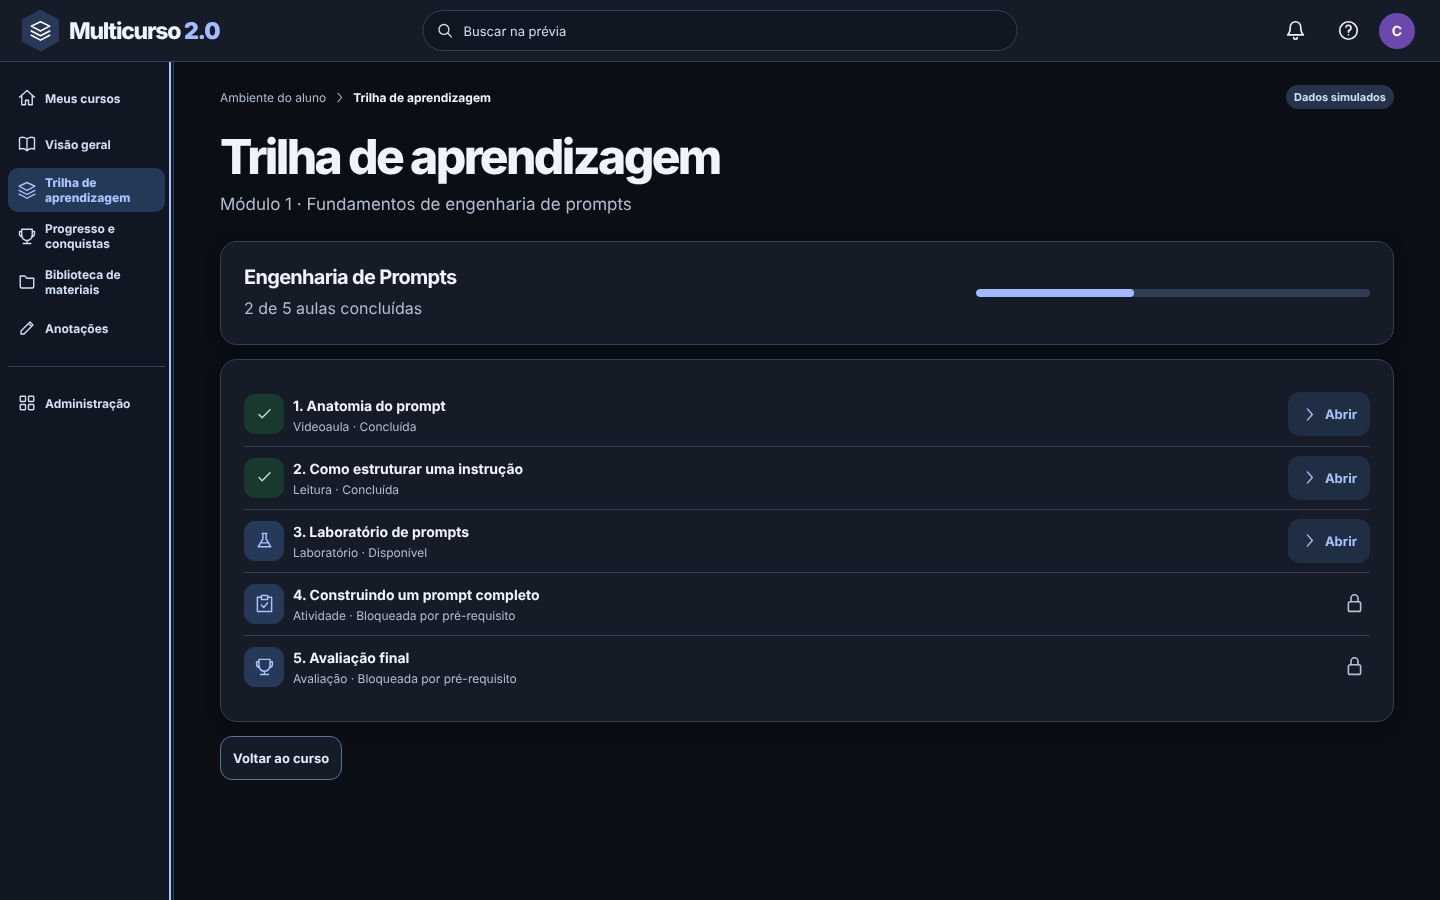 Multicurso 2.0
Buscar na prévia
C
Meus cursos
Visão geral
Trilha de
aprendizagem
Progresso e
conquistas
Biblioteca de
materiais
Anotações
Administração
Ambiente do aluno > Trilha de aprendizagem
Dados simulados
Trilha de aprendizagem
Módulo 1 · Fundamentos de engenharia de prompts
Engenharia de Prompts
2 de 5 aulas concluídas
1. Anatomia do prompt
Videoaula · Concluída
Abrir
2. Como estruturar uma instrução
Leitura · Concluída
Abrir
3. Laboratório de prompts
Laboratório · Disponível
Abrir
4. Construindo um prompt completo
Atividade · Bloqueada por pré-requisito
5. Avaliação final
Avaliação · Bloqueada por pré-requisito
Voltar ao curso